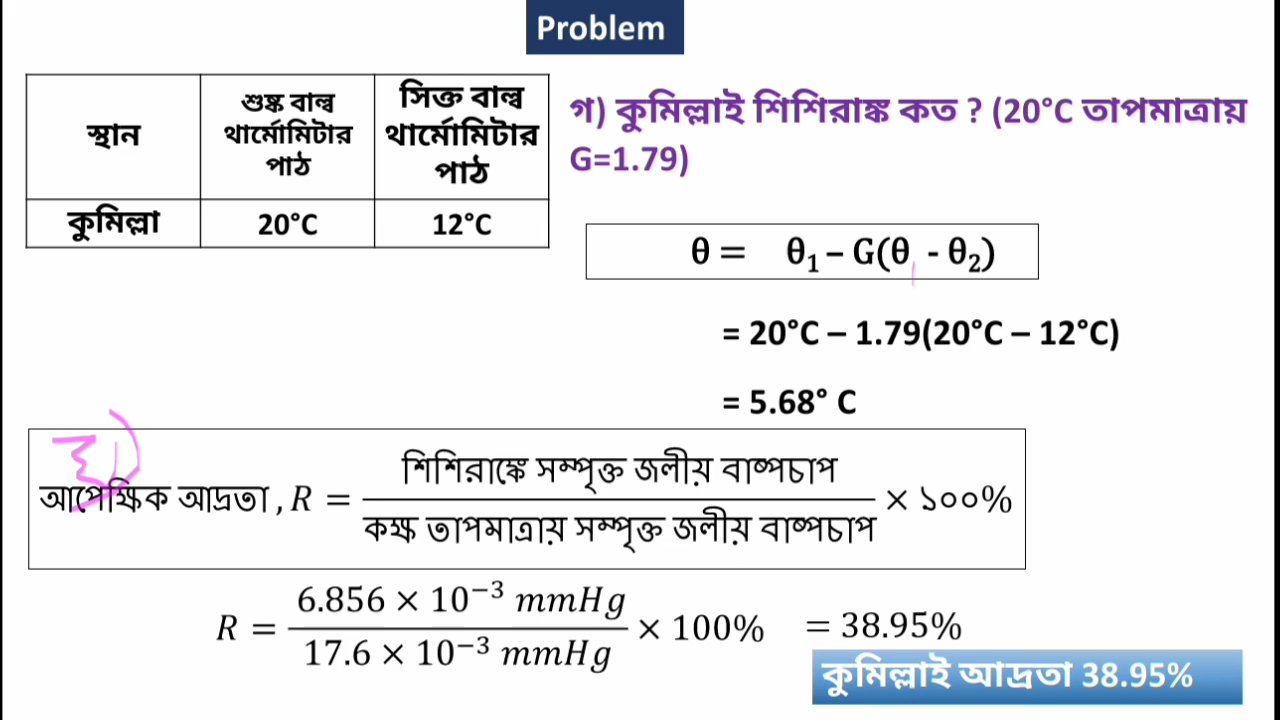 Problem
স্থান
শুষ্ক বাল্ব
থার্মোমিটার
পাঠ
সিক্ত বাল্ব
থার্মোমিটার
পাঠ
কুমিল্লা
20°C
12°C
গ) কুমিল্লাই শিশিরাঙ্ক কত ? (20°C তাপমাত্রায়
G=1.79)
θ = θ₁ – G(θ₁ - θ₂)
= 20°C – 1.79(20°C – 12°C)
= 5.68° C
ঘ)
আপেক্ষিক আদ্রতা , R = শিশিরাঙ্কে সম্পৃক্ত জলীয় বাষ্পচাপ / কক্ষ তাপমাত্রায় সম্পৃক্ত জলীয় বাষ্পচাপ × ১০০%
R = 6.856 × 10⁻³ mmHg / 17.6 × 10⁻³ mmHg × 100% = 38.95%
কুমিল্লাই আদ্রতা 38.95%